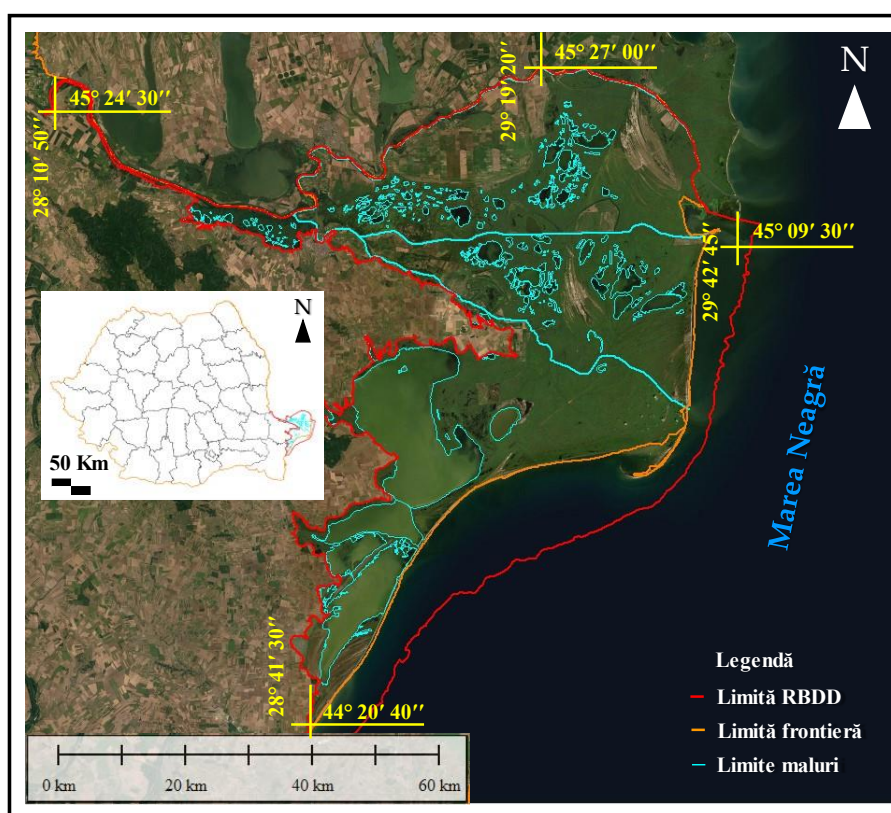 45° 27′ 00′′
29° 19′ 20′′
N
45° 24′ 30′′
28° 10′ 50′′
45° 09′ 30′′
29° 42′ 45′′
N
50 Km
Marea Neagră
28° 41′ 30′′
44° 20′ 40′′
Legendă
Limită RBDD
Limită frontieră
Limite maluri
0 km 20 km 40 km 60 km